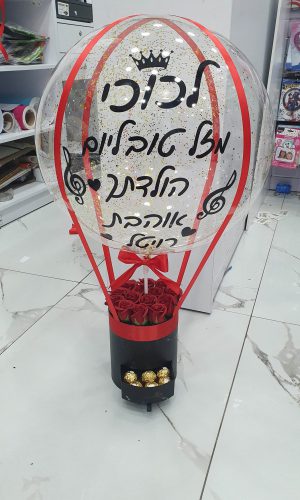 לכוכי
מזל טוב ליום
הולדתך
אוהבת
רויטל